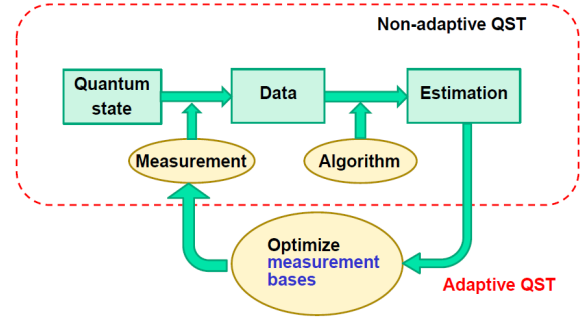 Non-adaptive QST
Quantum
state
Data
Estimation
Measurement
Algorithm
Optimize
measurement
bases
Adaptive QST